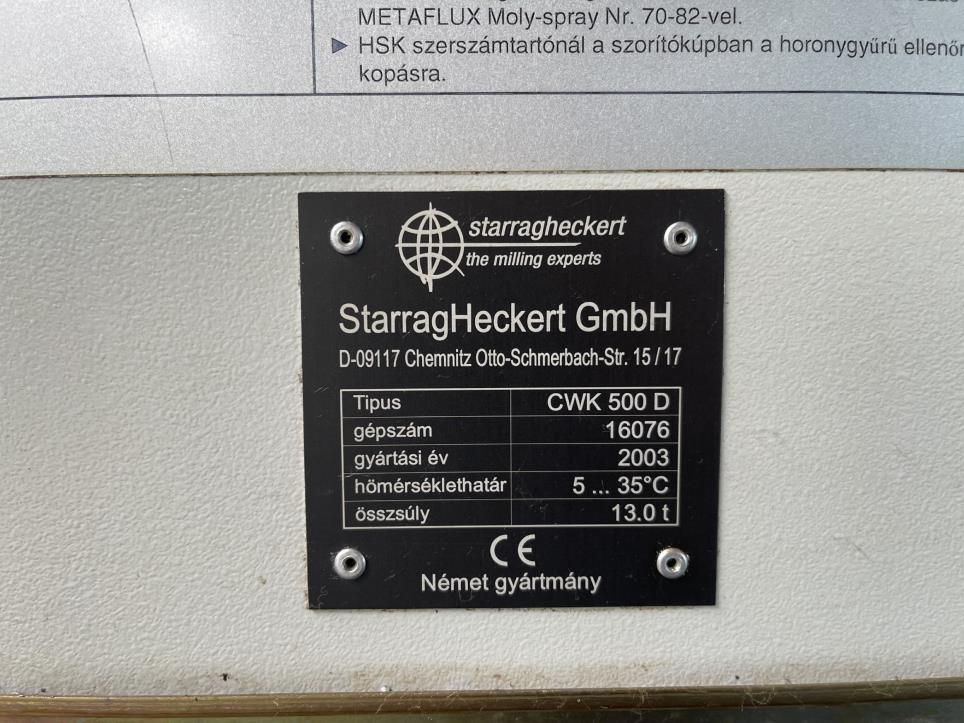 METAFLUX Moly-spray Nr. 70-82-vel.
▶ HSK szerszámtartónál a szorítókúpban a horonygyűrű
kopásra.
starragheckert
the milling experts
StarragHeckert GmbH
D-09117 Chemnitz Otto-Schmerbach-Str. 15 / 17
Tipus CWK 500 D
gépszám 16076
gyártási év 2003
hömérséklethatár 5 ... 35°C
összsúly 13.0 t
CE
Német gyártmány